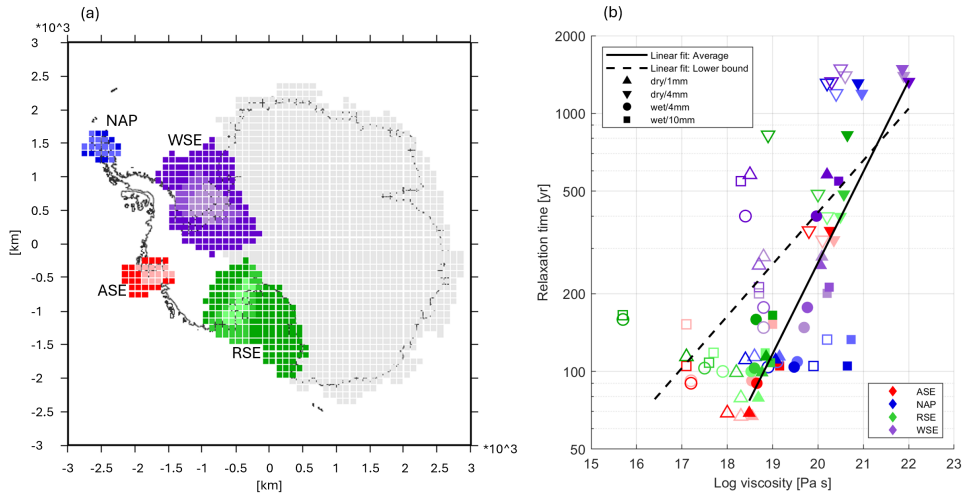 (a)
*10^3
3
2.5
2
1.5
1
0.5
0
-0.5
-1
-1.5
-2
-2.5
-3
[km]
NAP
WSE
ASE
RSE
-3 -2.5 -2 -1.5 -1 -0.5 0 0.5 1 1.5 2 2.5 3
*10^3
[km]
(b)
Relaxation time [yr]
2000
1000
500
200
100
50
Linear fit: Average
Linear fit: Lower bound
dry/1mm
dry/4mm
wet/4mm
wet/10mm
ASE
NAP
RSE
WSE
15 16 17 18 19 20 21 22 23
Log viscosity [Pa s]